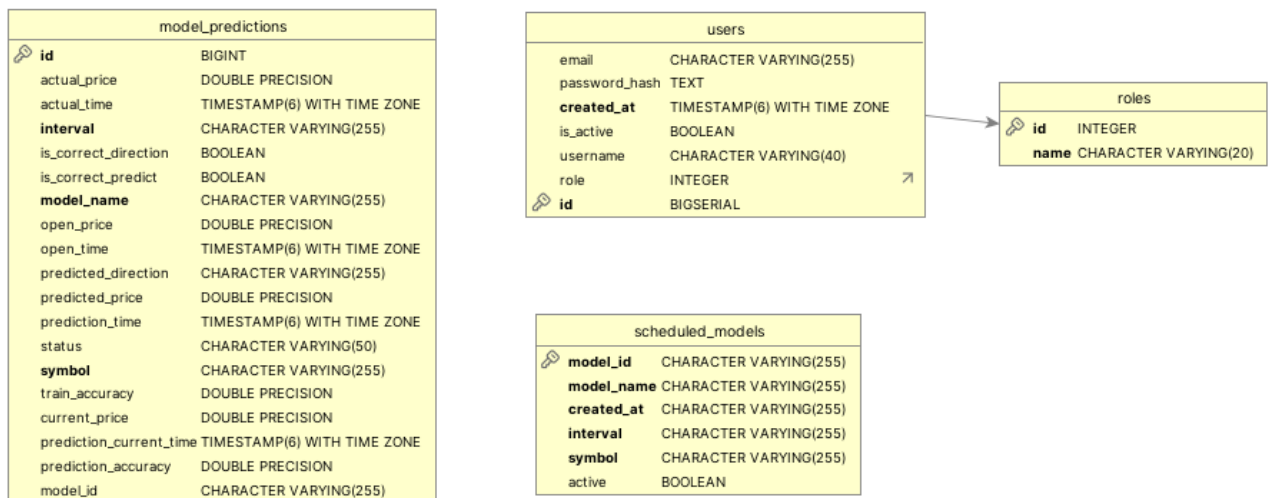 model_predictions
id BIGINT
actual_price DOUBLE PRECISION
actual_time TIMESTAMP(6) WITH TIME ZONE
interval CHARACTER VARYING(255)
is_correct_direction BOOLEAN
is_correct_predict BOOLEAN
model_name CHARACTER VARYING(255)
open_price DOUBLE PRECISION
open_time TIMESTAMP(6) WITH TIME ZONE
predicted_direction CHARACTER VARYING(255)
predicted_price DOUBLE PRECISION
prediction_time TIMESTAMP(6) WITH TIME ZONE
status CHARACTER VARYING(50)
symbol CHARACTER VARYING(255)
train_accuracy DOUBLE PRECISION
current_price DOUBLE PRECISION
prediction_current_time TIMESTAMP(6) WITH TIME ZONE
prediction_accuracy DOUBLE PRECISION
model_id CHARACTER VARYING(255)
users
email CHARACTER VARYING(255)
password_hash TEXT
created_at TIMESTAMP(6) WITH TIME ZONE
is_active BOOLEAN
username CHARACTER VARYING(40)
role INTEGER
id BIGSERIAL
roles
id INTEGER
name CHARACTER VARYING(20)
scheduled_models
model_id CHARACTER VARYING(255)
model_name CHARACTER VARYING(255)
created_at CHARACTER VARYING(255)
interval CHARACTER VARYING(255)
symbol CHARACTER VARYING(255)
active BOOLEAN